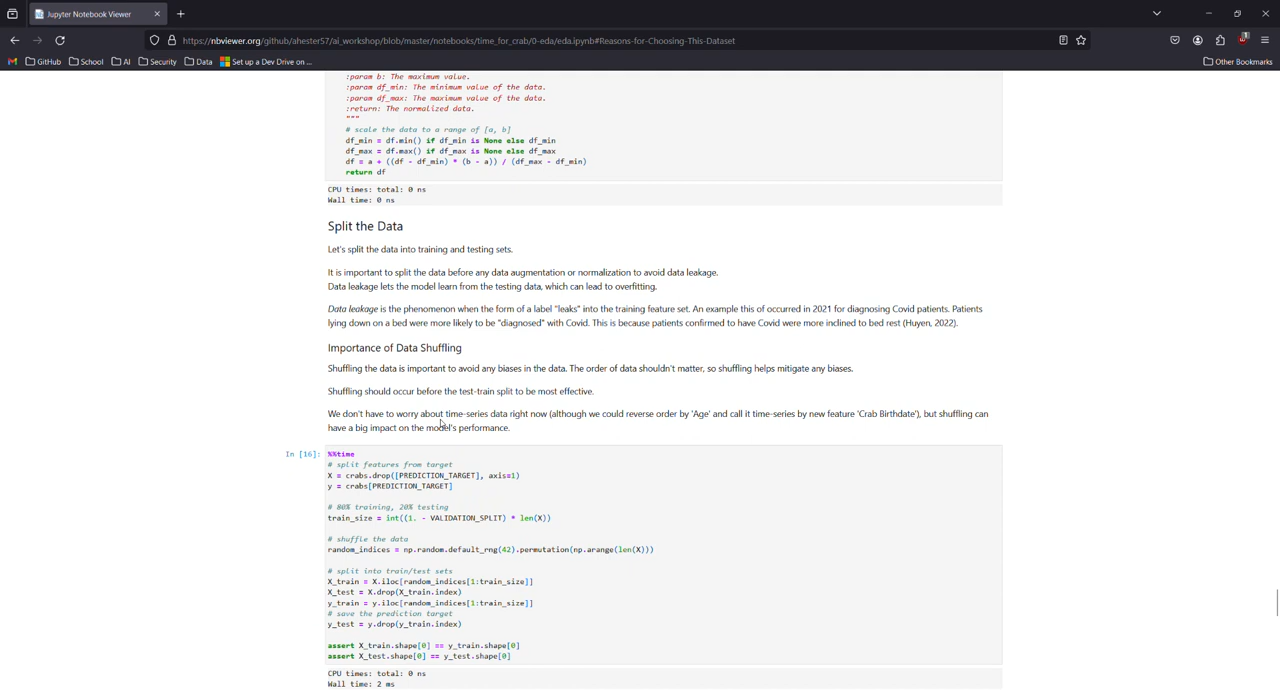 Jupyter Notebook Viewer
https://nbviewer.org/github/ahester57/ai_workshop/blob/master/notebooks/time_for_crab/0-eda/eda.ipynb#Reasons-for-Choosing-This-Dataset
1
GitHub School AI Security Data Set up a Dev Drive on ... Other Bookmarks
:param b: The maximum value.
:param df_min: The minimum value of the data.
:param df_max: The maximum value of the data.
:return: The normalized data.
"""
# scale the data to a range of [a, b]
df_min = df.min() if df_min is None else df_min
df_max = df.max() if df_max is None else df_max
df = a + ((df - df_min) * (b - a)) / (df_max - df_min)
return df
CPU times: total: 0 ns
Wall time: 0 ns
Split the Data
Let's split the data into training and testing sets.
It is important to split the data before any data augmentation or normalization to avoid data leakage.
Data leakage lets the model learn from the testing data, which can lead to overfitting.
Data leakage is the phenomenon when the form of a label "leaks" into the training feature set. An example this of occurred in 2021 for diagnosing Covid patients. Patients
lying down on a bed were more likely to be "diagnosed" with Covid. This is because patients confirmed to have Covid were more inclined to bed rest (Huyen, 2022).
Importance of Data Shuffling
Shuffling the data is important to avoid any biases in the data. The order of data shouldn't matter, so shuffling helps mitigate any biases.
Shuffling should occur before the test-train split to be most effective.
We don't have to worry about time-series data right now (although we could reverse order by 'Age' and call it time-series by new feature 'Crab Birthdate'), but shuffling can
have a big impact on the model's performance.
In [16]: %%time
# split features from target
X = crabs.drop([PREDICTION_TARGET], axis=1)
y = crabs[PREDICTION_TARGET]
# 80% training, 20% testing
train_size = int((1. - VALIDATION_SPLIT) * len(X))
# shuffle the data
random_indices = np.random.default_rng(42).permutation(np.arange(len(X)))
# split into train/test sets
X_train = X.iloc[random_indices[1:train_size]]
X_test = X.drop(X_train.index)
y_train = y.iloc[random_indices[1:train_size]]
# save the prediction target
y_test = y.drop(y_train.index)
assert X_train.shape[0] == y_train.shape[0]
assert X_test.shape[0] == y_test.shape[0]
CPU times: total: 0 ns
Wall time: 2 ms